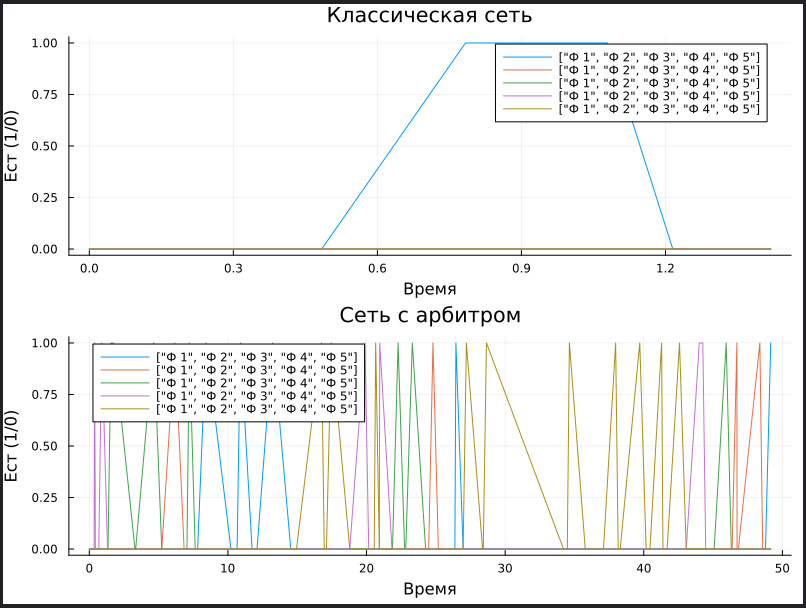 Классическая сеть
Ест (1/0)
1.00
0.75
0.50
0.25
0.00
["Ф 1", "Ф 2", "Ф 3", "Ф 4", "Ф 5"]
["Ф 1", "Ф 2", "Ф 3", "Ф 4", "Ф 5"]
["Ф 1", "Ф 2", "Ф 3", "Ф 4", "Ф 5"]
["Ф 1", "Ф 2", "Ф 3", "Ф 4", "Ф 5"]
["Ф 1", "Ф 2", "Ф 3", "Ф 4", "Ф 5"]
0.0 0.3 0.6 0.9 1.2
Время
Сеть с арбитром
Ест (1/0)
1.00
0.75
0.50
0.25
0.00
["Ф 1", "Ф 2", "Ф 3", "Ф 4", "Ф 5"]
["Ф 1", "Ф 2", "Ф 3", "Ф 4", "Ф 5"]
["Ф 1", "Ф 2", "Ф 3", "Ф 4", "Ф 5"]
["Ф 1", "Ф 2", "Ф 3", "Ф 4", "Ф 5"]
["Ф 1", "Ф 2", "Ф 3", "Ф 4", "Ф 5"]
0 10 20 30 40 50
Время